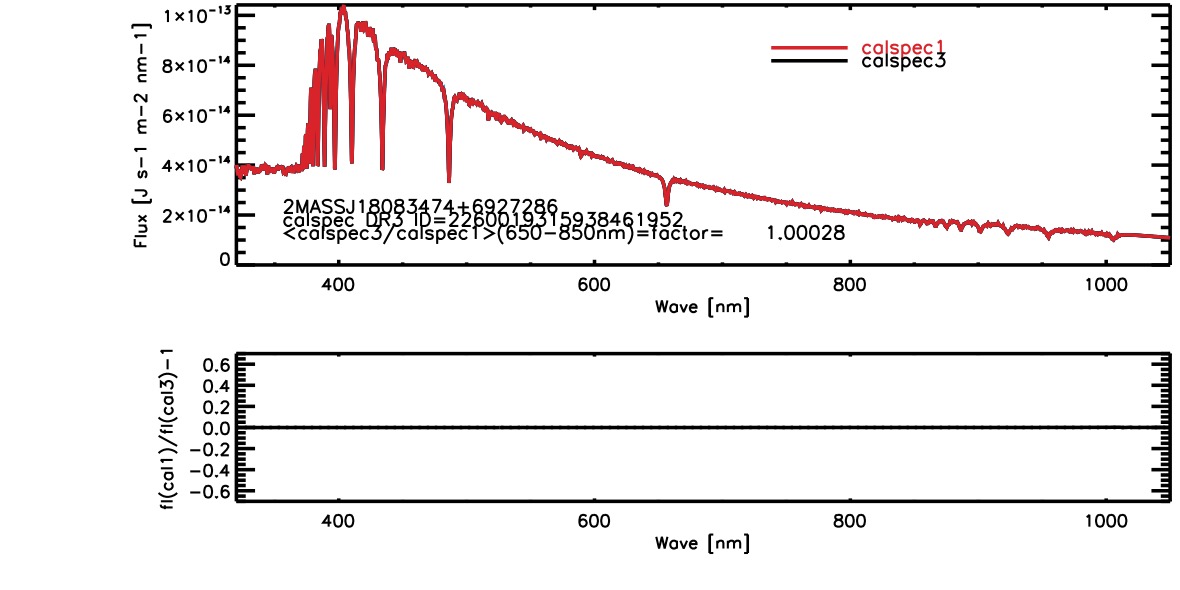 1×10−13
8×10−14
6×10−14
4×10−14
2×10−14
0
Flux [J s−1 m−2 nm−1]
calspec1
calspec3
2MASSJ18083474+6927286
calspec DR3 ID=2260019315938461952
<calspec3/calspec1>(650−850nm)=factor= 1.00028
400 600 800 1000
Wave [nm]
fl(cal1)/fl(cal3)−1
0.6
0.4
0.2
0.0
−0.2
−0.4
−0.6
400 600 800 1000
Wave [nm]